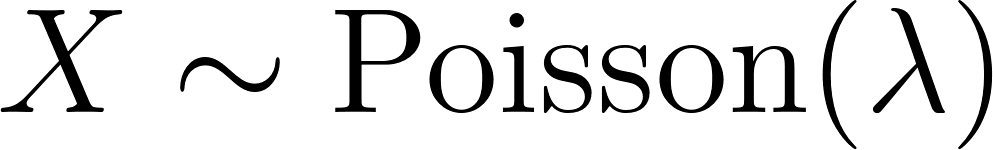 X ∼ Poisson(λ)